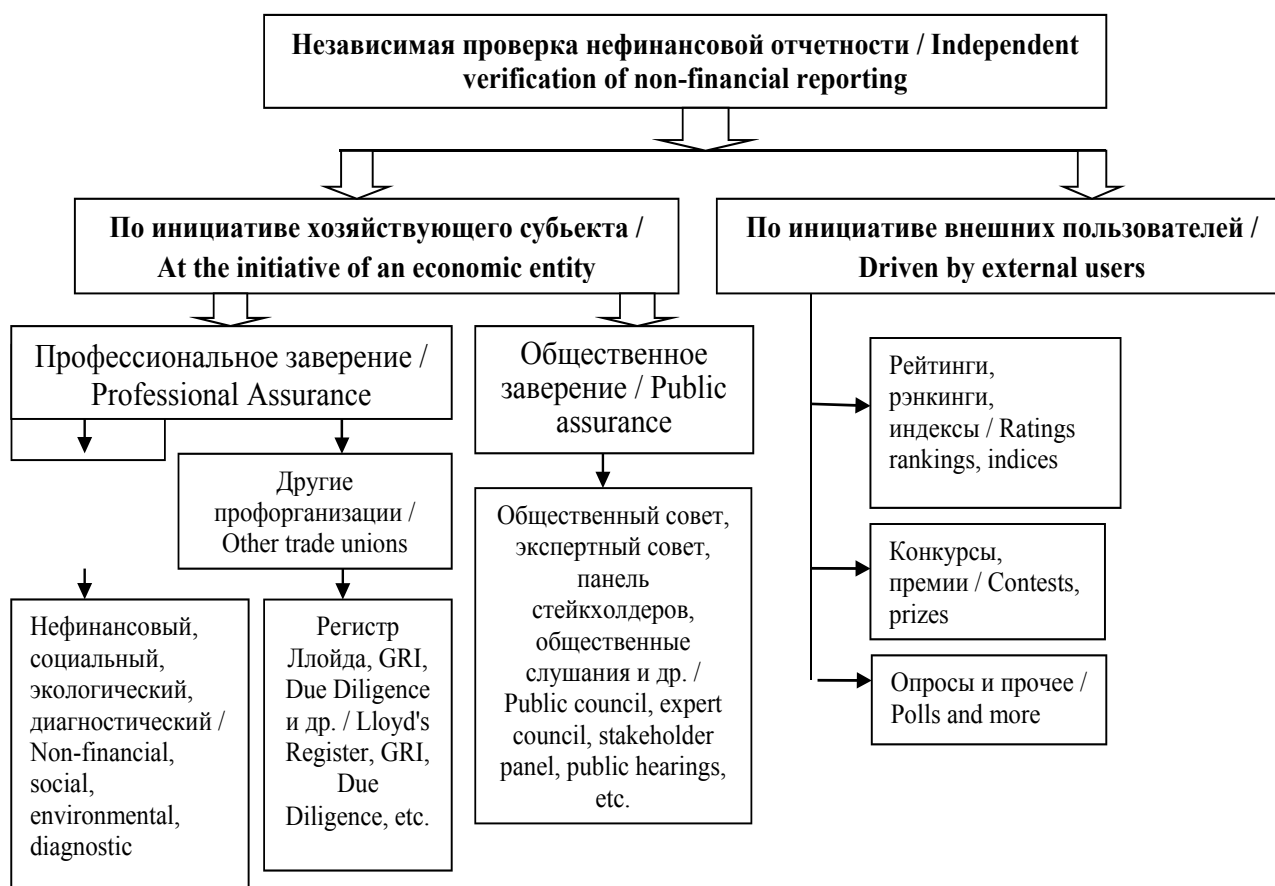 Независимая проверка нефинансовой отчетности / Independent
verification of non-financial reporting
По инициативе хозяйствующего субьекта /
At the initiative of an economic entity
По инициативе внешних пользователей /
Driven by external users
Профессиональное заверение /
Professional Assurance
Общественное
заверение / Public
assurance
Рейтинги,
рэнкинги,
индексы / Ratings
rankings, indices
Другие
профорганизации /
Other trade unions
Общественный совет,
экспертный совет,
панель
стейкхолдеров,
общественные
слушания и др. /
Public council, expert
council, stakeholder
panel, public hearings,
etc.
Конкурсы,
премии / Contests,
prizes
Нефинансовый,
социальный,
экологический,
диагностический /
Non-financial,
social,
environmental,
diagnostic
Регистр
Ллойда, GRI,
Due Diligence
и др. / Lloyd's
Register, GRI,
Due
Diligence, etc.
Опросы и прочее /
Polls and more